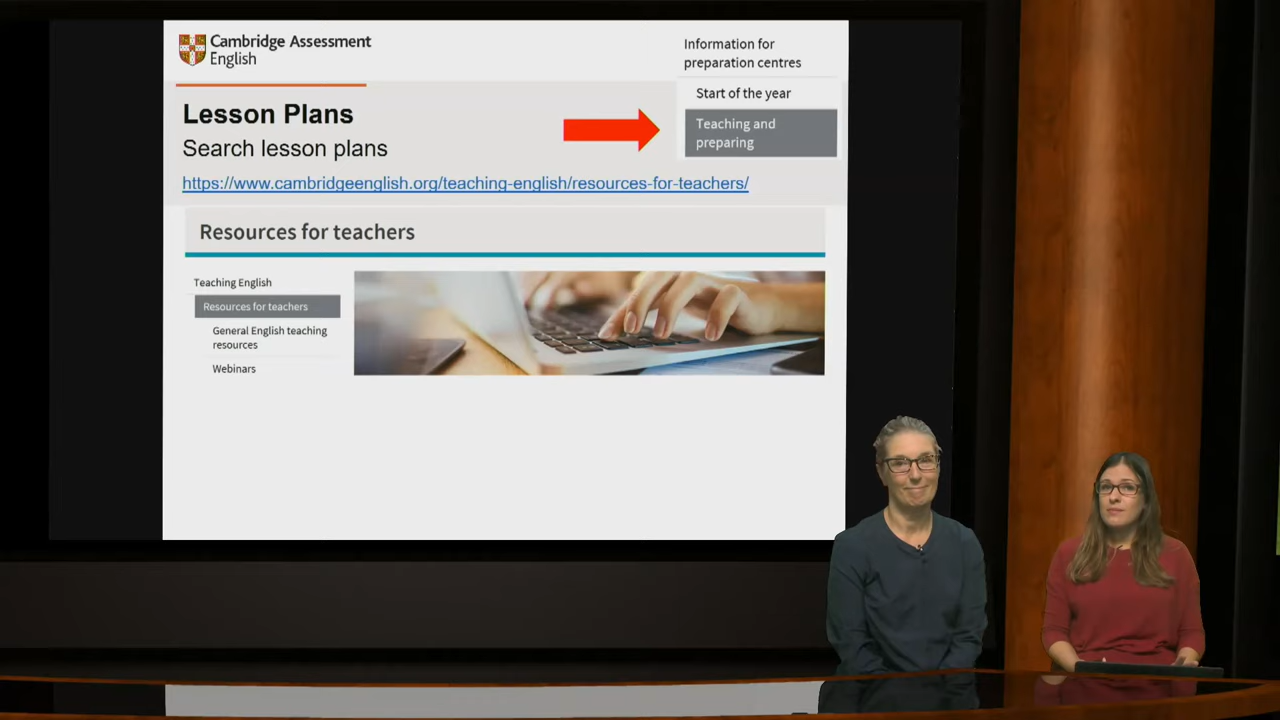 Cambridge Assessment
English
Information for
preparation centres
Start of the year
Teaching and
preparing
Lesson Plans
Search lesson plans
https://www.cambridgeenglish.org/teaching-english/resources-for-teachers/
Resources for teachers
Teaching English
Resources for teachers
General English teaching
resources
Webinars